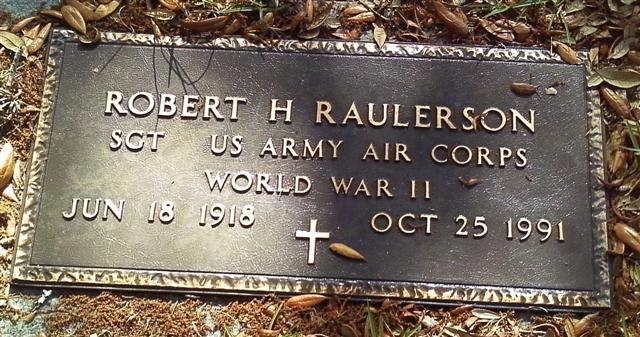 ROBERT H RAULERSON
SGT US ARMY AIR CORPS
WORLD WAR II
JUN 18 1918 OCT 25 1991